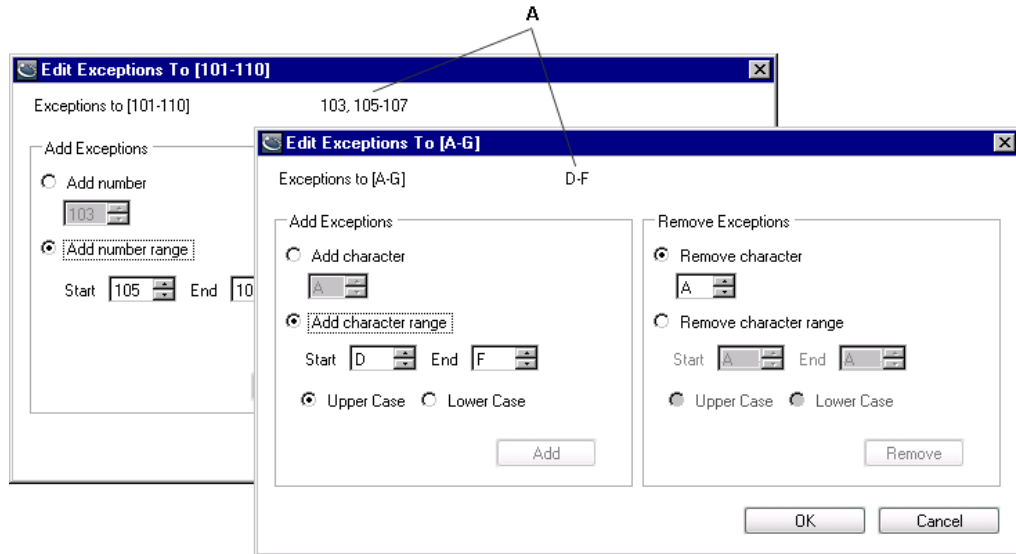 A
Edit Exceptions To [101-110]
Exceptions to [101-110] 103, 105-107
Add Exceptions
Add number
103
Add number range
Start 105 End 10
Edit Exceptions To [A-G]
Exceptions to [A-G] D-F
Add Exceptions
Add character
A
Add character range
Start D End F
Upper Case Lower Case
Add
Remove Exceptions
Remove character
A
Remove character range
Start A End A
Upper Case Lower Case
Remove
OK Cancel